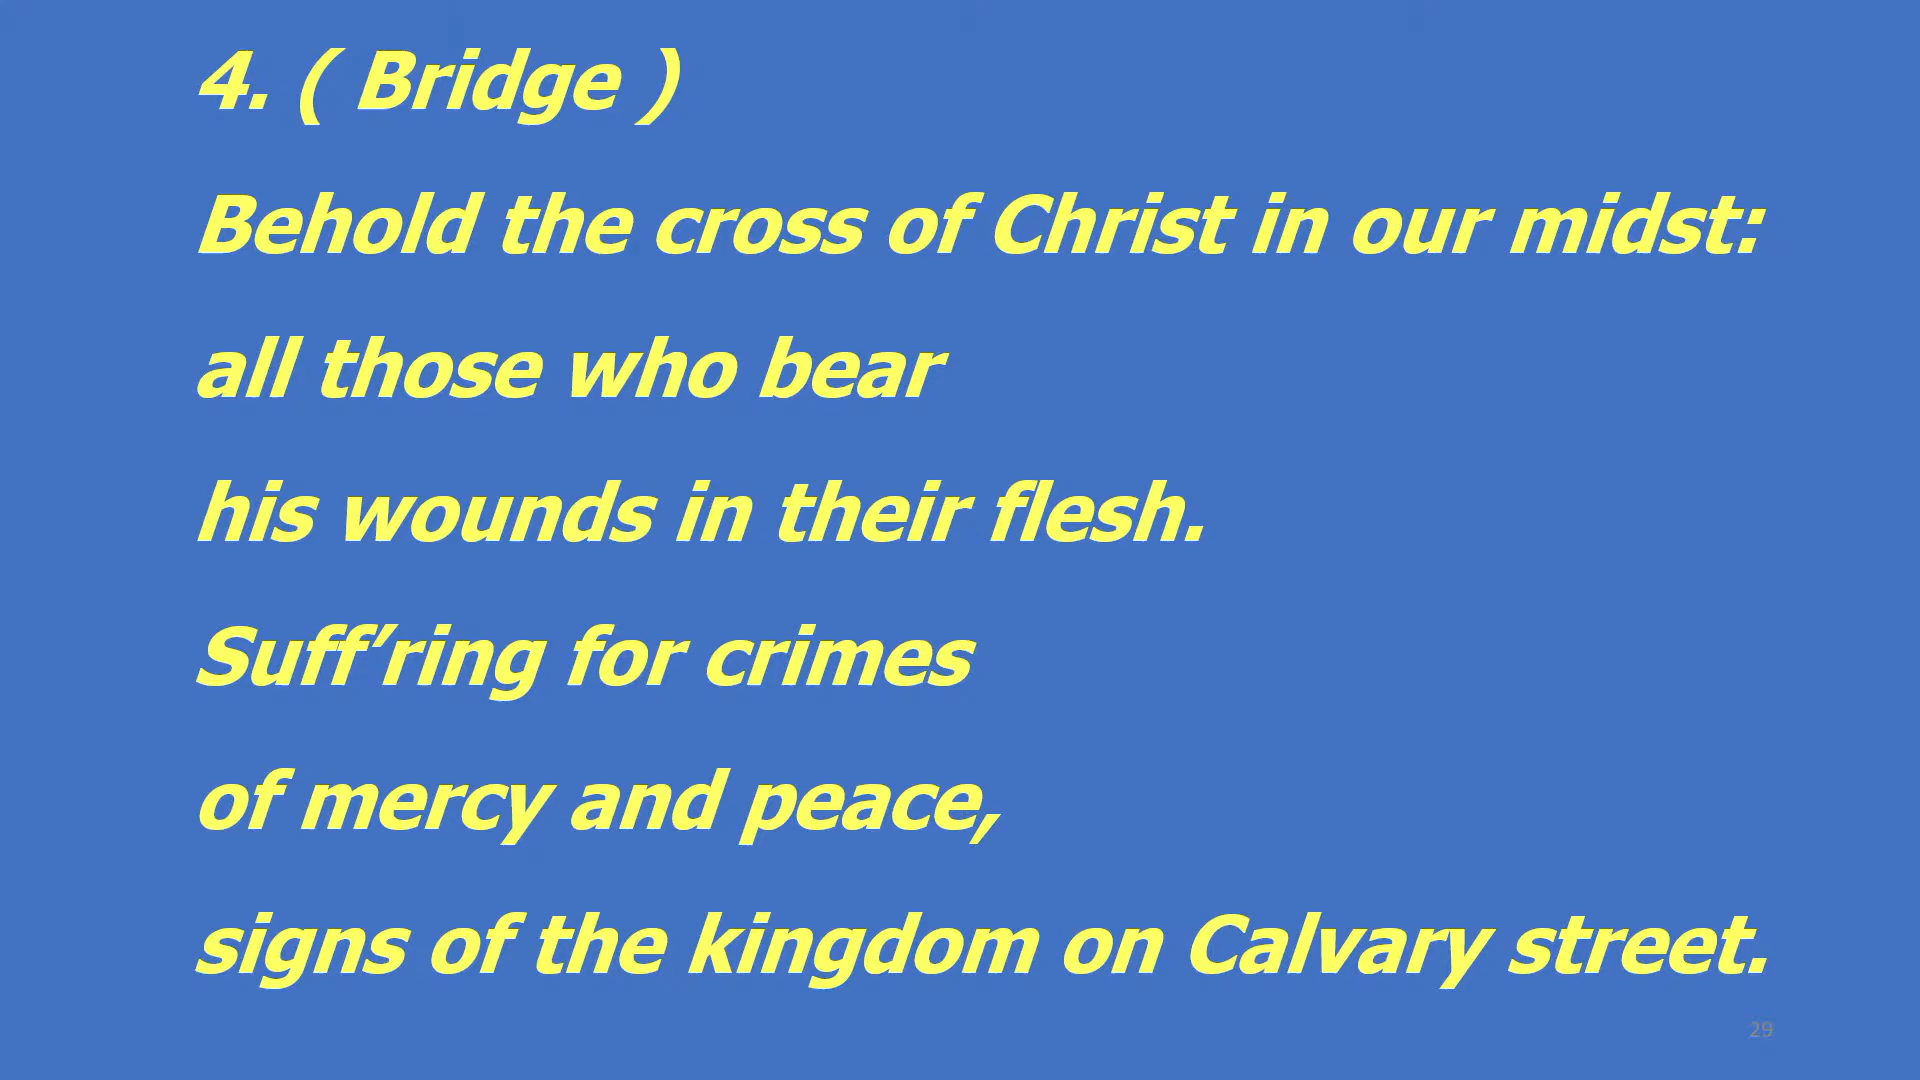 4. ( Bridge )
Behold the cross of Christ in our midst:
all those who bear
his wounds in their flesh.
Suff’ring for crimes
of mercy and peace,
signs of the kingdom on Calvary street.
29